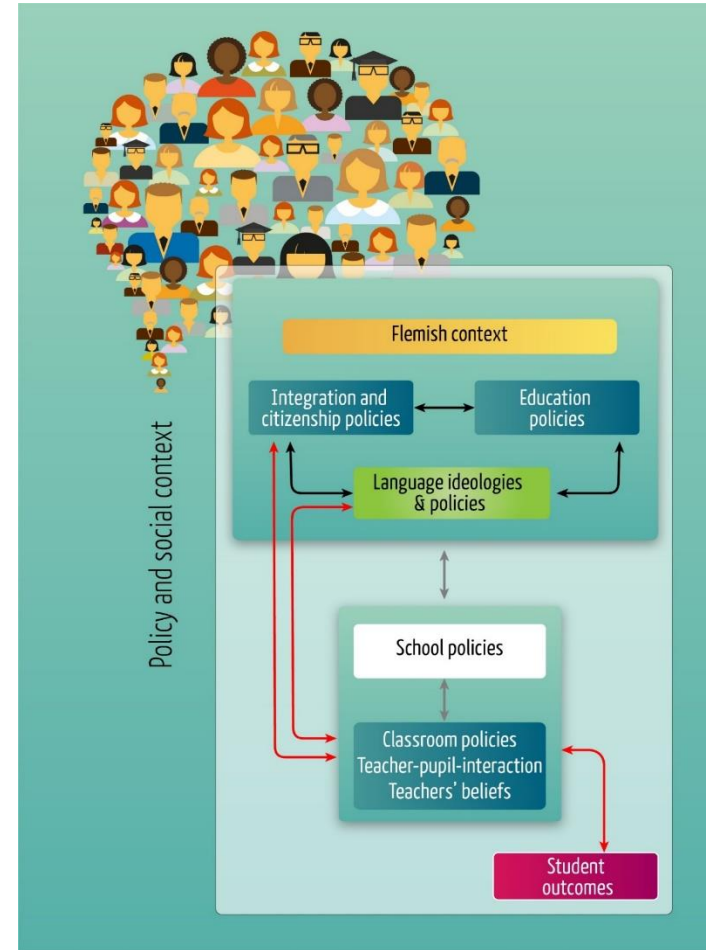 Flemish context
Integration and
citizenship policies
Education
policies
Language ideologies
& policies
Policy and social context
School policies
Classroom policies
Teacher-pupil-interaction
Teachers' beliefs
Student
outcomes